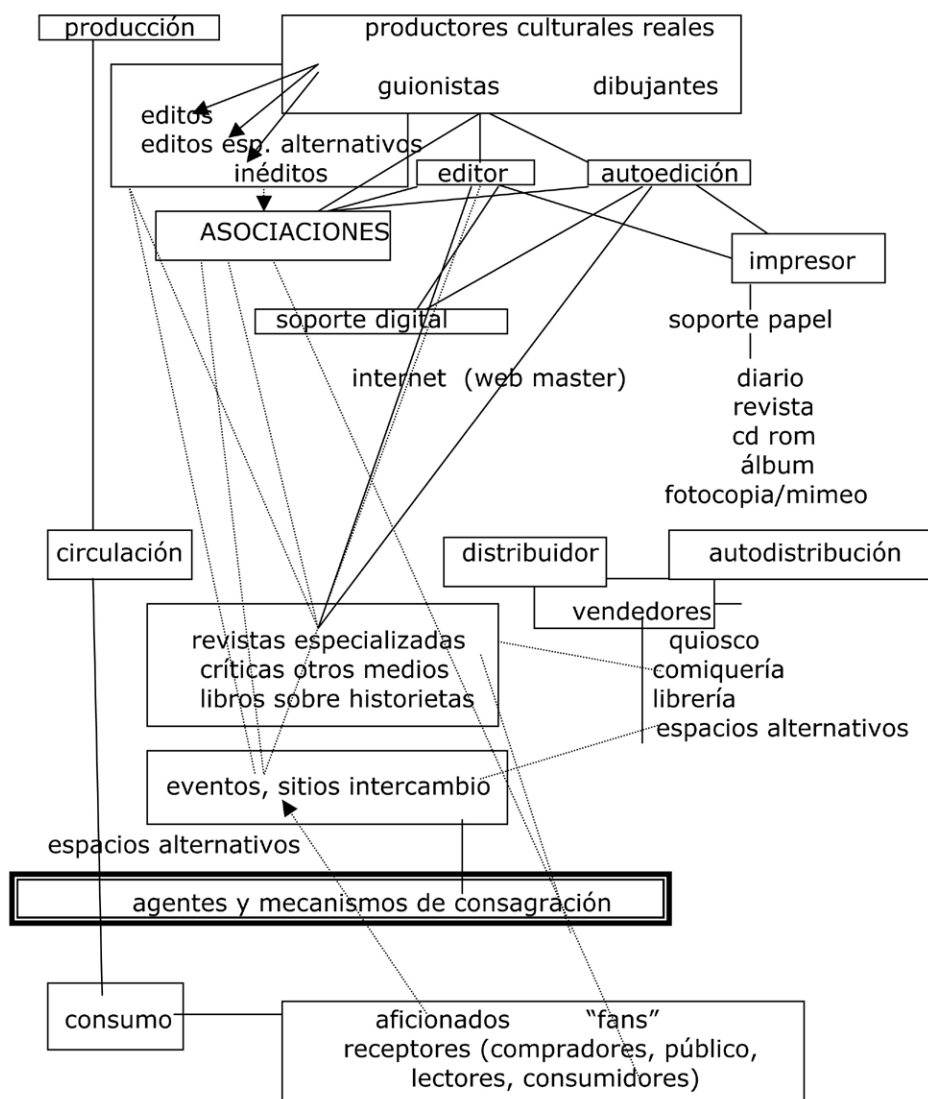 producción
productores culturales reales
guionistas dibujantes
editos
editos esp. alternativos
inéditos
editor
autoedición
ASOCIACIONES
impresor
soporte digital
soporte papel
internet (web master)
diario
revista
cd rom
álbum
fotocopia/mimeo
circulación
distribuidor
autodistribución
vendedores
quiosco
comiquería
librería
espacios alternativos
revistas especializadas
críticas otros medios
libros sobre historietas
eventos, sitios intercambio
espacios alternativos
agentes y mecanismos de consagración
consumo
aficionados “fans”
receptores (compradores, público,
lectores, consumidores)